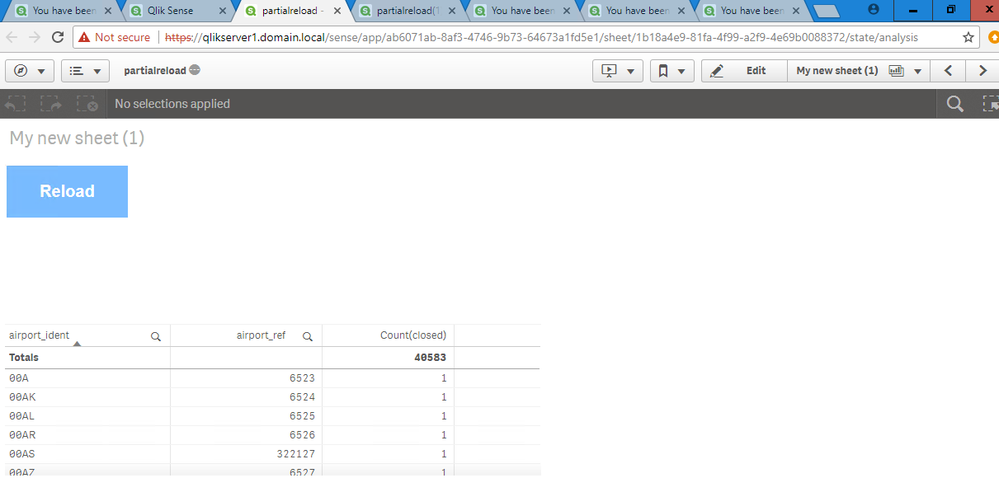 You have been
Qlik Sense
partialreload -
partialreload(1
You have been
You have been
You have been
Not secure
https://qlikserver1.domain.local/sense/app/ab6071ab-8af3-4746-9b73-64673a1fd5e1/sheet/1b18a4e9-81fa-4f99-a2f9-4e69b0088372/state/analysis
partialreload
Edit
My new sheet (1)
No selections applied
My new sheet (1)
Reload
airport_ident airport_ref Count(closed)
Totals 40583
00A 6523 1
00AK 6524 1
00AL 6525 1
00AR 6526 1
00AS 322127 1
00AZ 6527 1